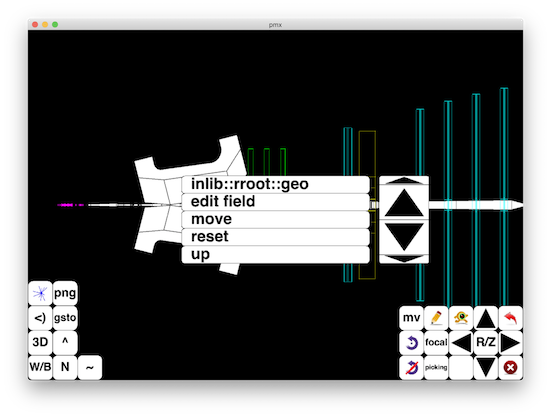 pmx
inlib::rroot::geo
edit field
move
reset
up
png
<) gsto
3D ^
W/B N ~
mv
focal R/Z
picking